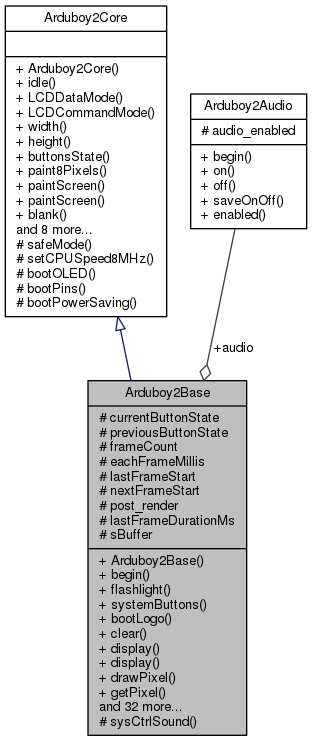 Arduboy2Core
+ Arduboy2Core()
+ idle()
+ LCDDataMode()
+ LCDCommandMode()
+ width()
+ height()
+ buttonsState()
+ paint8Pixels()
+ paintScreen()
+ paintScreen()
+ blank()
and 8 more...
# safeMode()
# setCPUSpeed8MHz()
# bootOLED()
# bootPins()
# bootPowerSaving()
Arduboy2Audio
# audio_enabled
+ begin()
+ on()
+ off()
+ saveOnOff()
+ enabled()
+audio
Arduboy2Base
# currentButtonState
# previousButtonState
# frameCount
# eachFrameMillis
# lastFrameStart
# nextFrameStart
# post_render
# lastFrameDurationMs
# sBuffer
+ Arduboy2Base()
+ begin()
+ flashlight()
+ systemButtons()
+ bootLogo()
+ clear()
+ display()
+ display()
+ drawPixel()
+ getPixel()
and 32 more...
# sysCtrlSound()